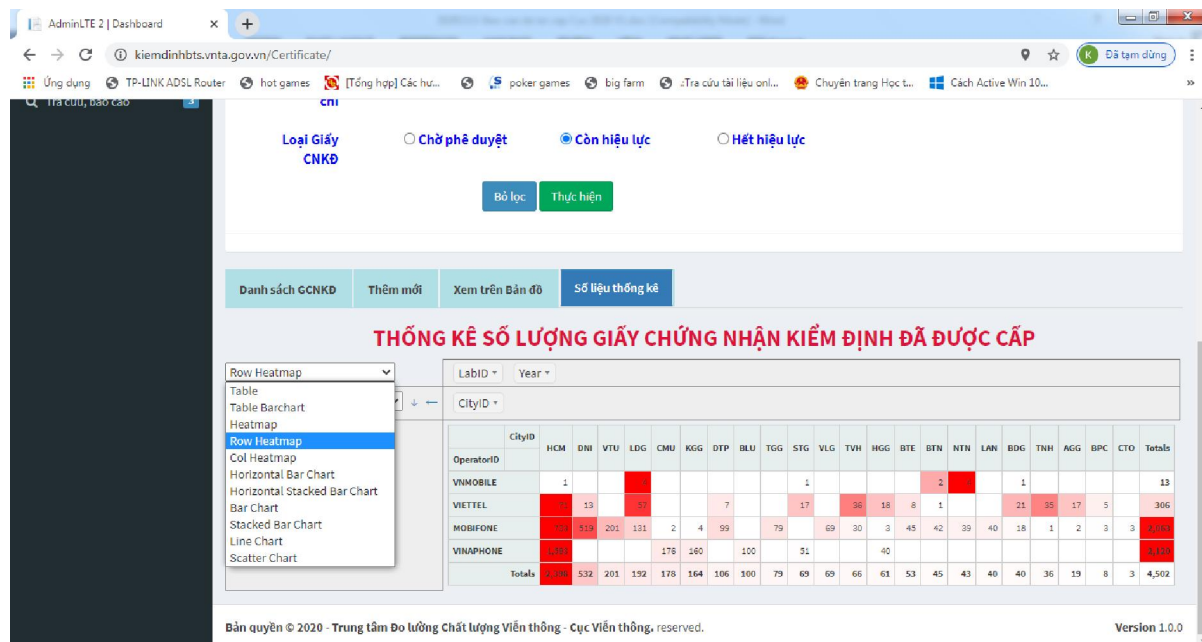 AdminLTE 2 | Dashboard × +
kiemdinhbts.vnta.gov.vn/Certificate/ K Đã tạm dừng
Ứng dụng TP-LINK ADSL Router hot games [Tổng hợp] Các hư... poker games big farm :Tra cứu tài liệu onl... Chuyên trang Học t... Cách Active Win 10... »
Tra cứu, báo cáo 3
chỉ
Loại Giấy CNKĐ
Chờ phê duyệt Còn hiệu lực Hết hiệu lực
Bỏ lọc Thực hiện
Danh sách GCNKĐ Thêm mới Xem trên Bản đồ Số liệu thống kê
THỐNG KÊ SỐ LƯỢNG GIẤY CHỨNG NHẬN KIỂM ĐỊNH ĐÃ ĐƯỢC CẤP
Row Heatmap LabID Year
CityID
Table
Table Barchart
Heatmap
Row Heatmap
Col Heatmap
Horizontal Bar Chart
Horizontal Stacked Bar Chart
Bar Chart
Stacked Bar Chart
Line Chart
Scatter Chart
CityID HCM DNI VTU LDG CMU KGG DTP BLU TGG STG VLG TVH HGG BTE BTN NTN LAN BDG TNH AGG BPC CTO Totals
OperatorID
VNMOBILE 1 1 2 1 13
VIETTEL 13 57 7 17 36 18 8 1 21 35 17 5 306
MOBIFONE 519 201 131 2 4 99 79 69 30 3 45 42 39 40 18 1 2 3 3
VINAPHONE 176 160 100 51 40
Totals 532 201 192 178 164 106 100 79 69 69 66 61 53 45 43 40 40 36 19 8 3 4,502
Bản quyền © 2020 - Trung tâm Đo lường Chất lượng Viễn thông - Cục Viễn thông. reserved. Version 1.0.0